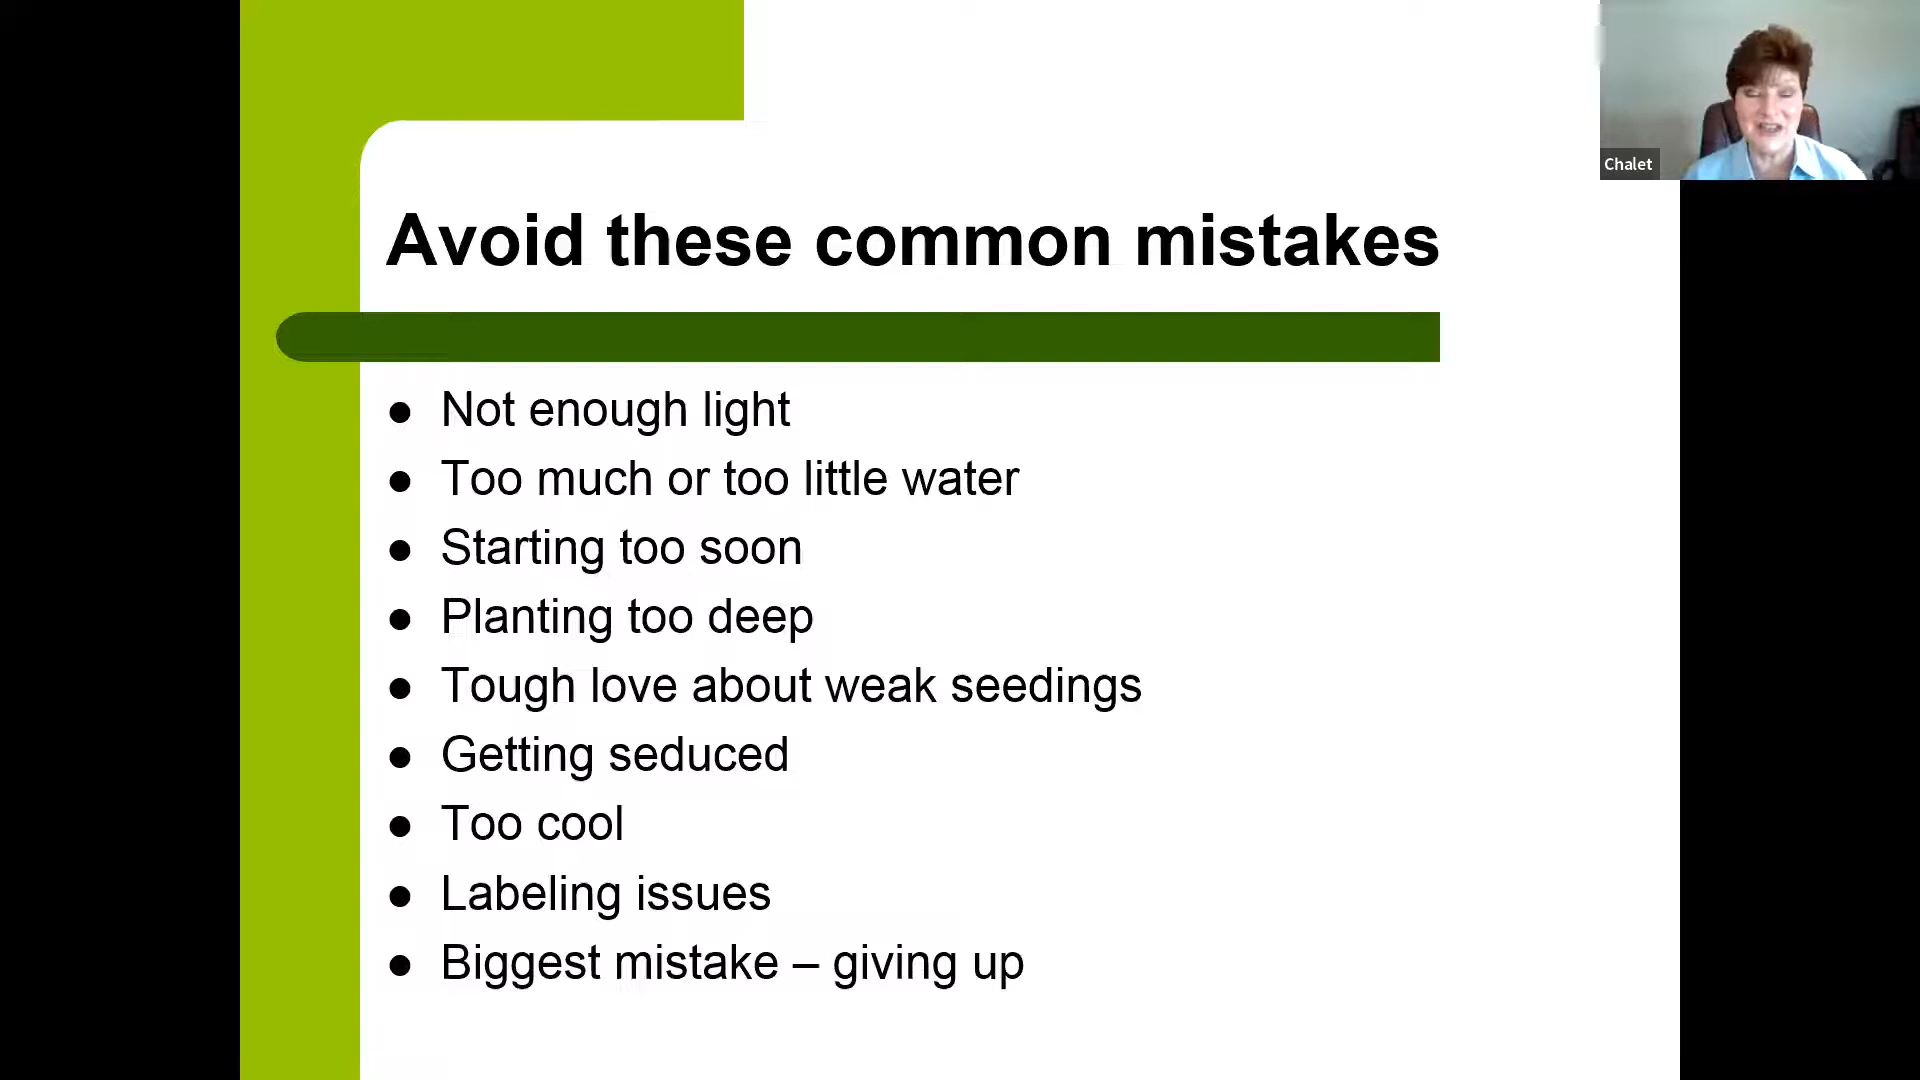 Chalet
Avoid these common mistakes
● Not enough light
● Too much or too little water
● Starting too soon
● Planting too deep
● Tough love about weak seedings
● Getting seduced
● Too cool
● Labeling issues
● Biggest mistake – giving up